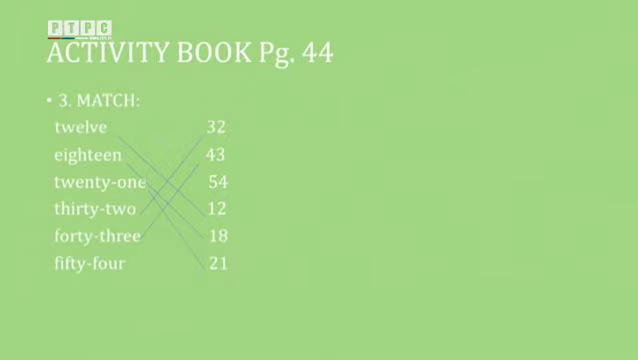 PTPC
ACTIVITY BOOK Pg. 44
• 3. MATCH:
twelve 32
eighteen 43
twenty-one 54
thirty-two 12
forty-three 18
fifty-four 21